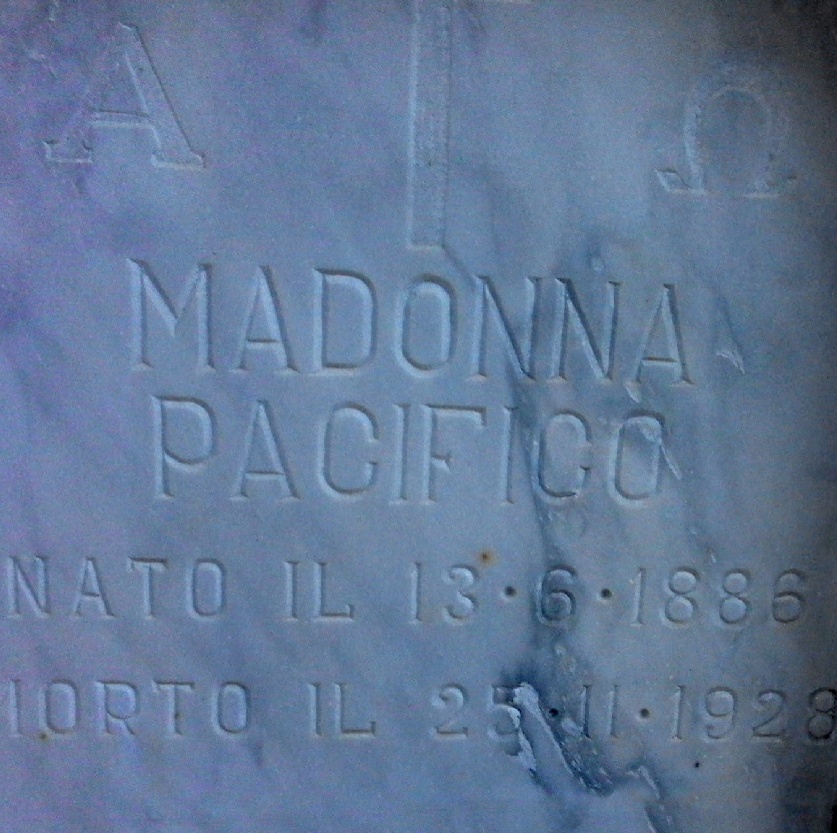 Α Ω
MADONNA
PACIFICO
NATO IL 13·6·1886
MORTO IL 25·11·1928